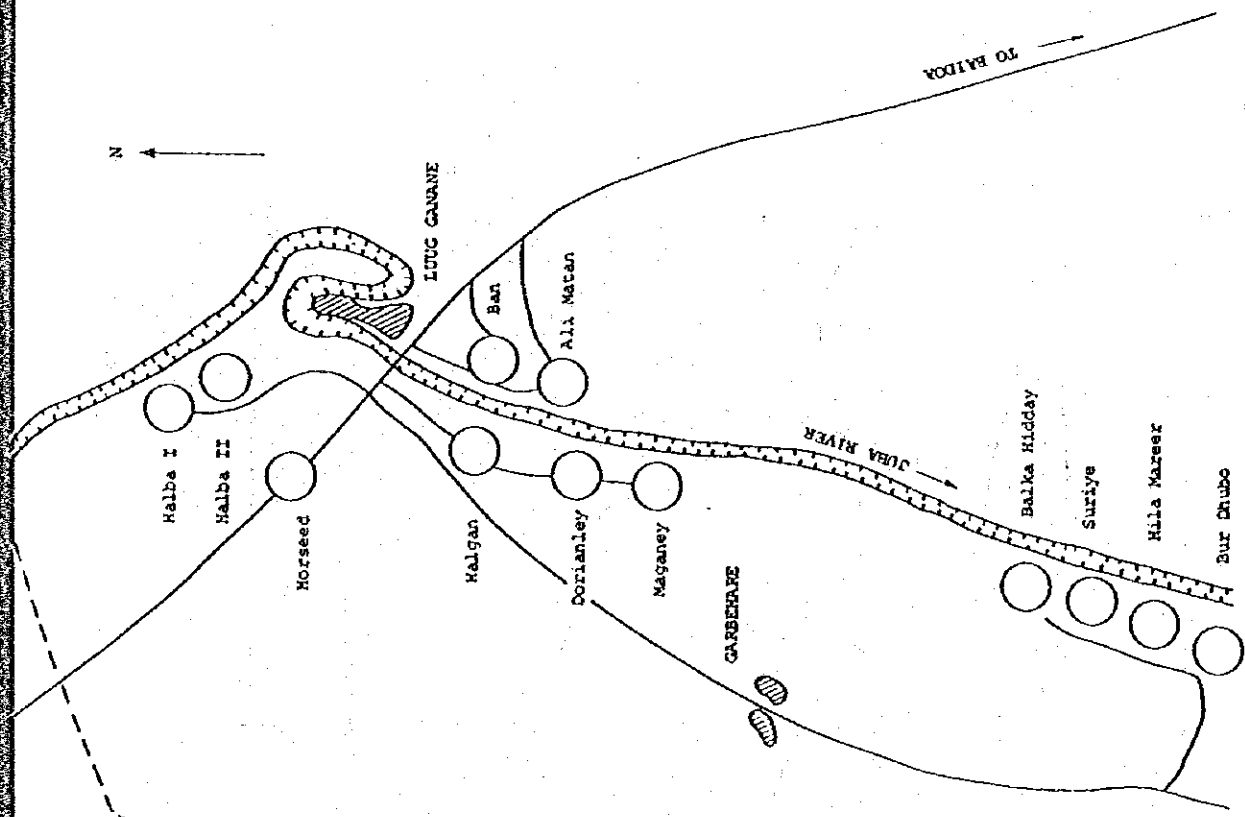 N
TO BAIDOA
LUUG GANANE
Halba I
Halba II
Ban
Ali Matan
Horseed
Halgan
Dorianley
Maganey
JUBA RIVER
GARBEHARE
Balka Hidday
Suriye
Hila Mareer
Bur Dhubo